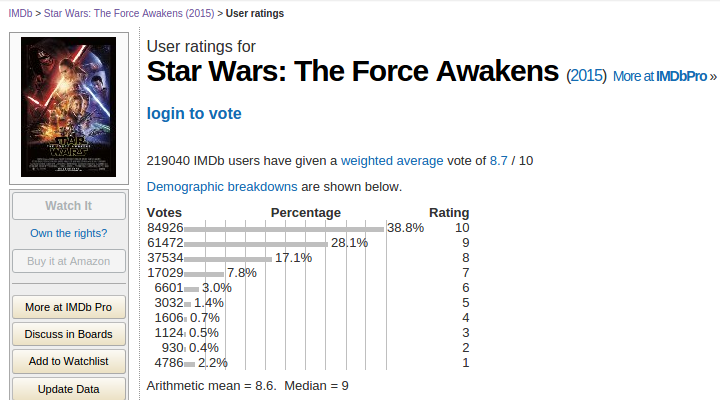 IMDb > Star Wars: The Force Awakens (2015) > User ratings
User ratings for
Star Wars: The Force Awakens (2015) More at IMDbPro »
login to vote
219040 IMDb users have given a weighted average vote of 8.7 / 10
Demographic breakdowns are shown below.
Votes Percentage Rating
84926 38.8% 10
61472 28.1% 9
37534 17.1% 8
17029 7.8% 7
6601 3.0% 6
3032 1.4% 5
1606 0.7% 4
1124 0.5% 3
930 0.4% 2
4786 2.2% 1
Arithmetic mean = 8.6. Median = 9
STAR
WARS
Watch It
Own the rights?
Buy it at Amazon
More at IMDb Pro
Discuss in Boards
Add to Watchlist
Update Data